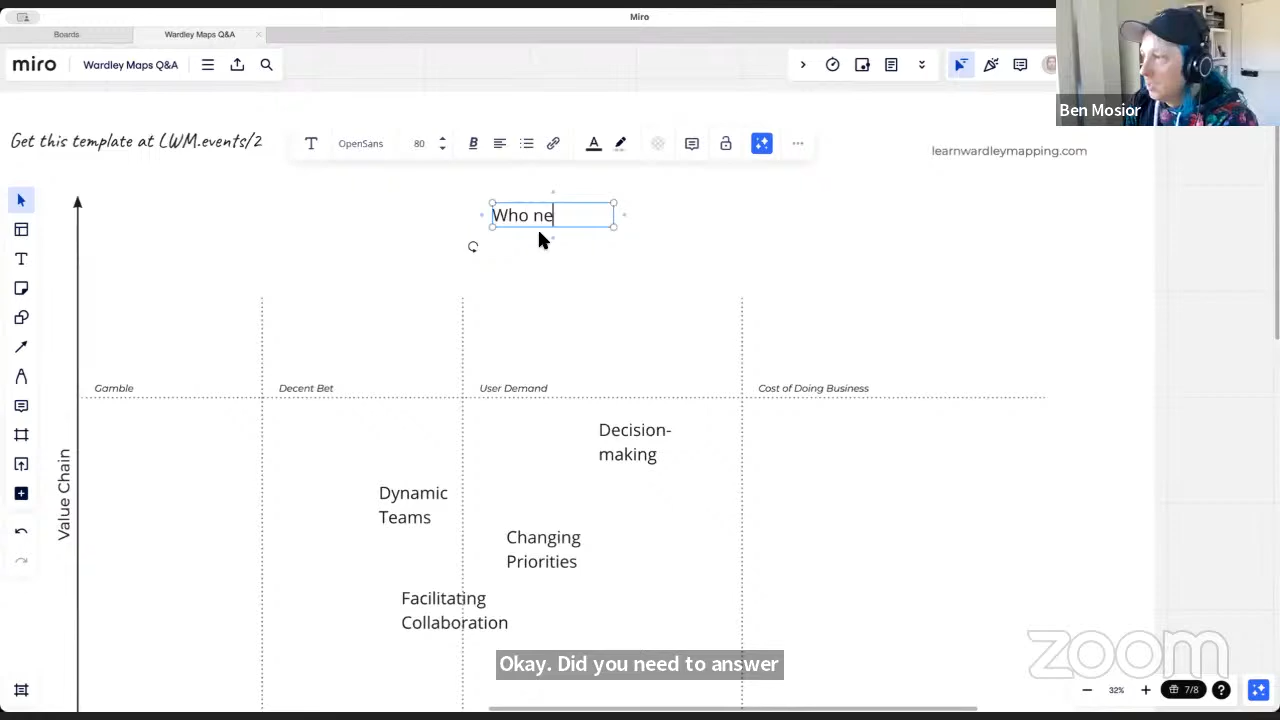 Miro
Boards
Wardley Maps Q&A
miro
Wardley Maps Q&A
Ben Mosior
Get this template at LWM.events/2
OpenSans
80
B
A
learnwardleymapping.com
Who ne
Gamble
Decent Bet
User Demand
Cost of Doing Business
Decision-
making
Dynamic
Teams
Changing
Priorities
Facilitating
Collaboration
Value Chain
Okay. Did you need to answer
zoom
32%
7/8